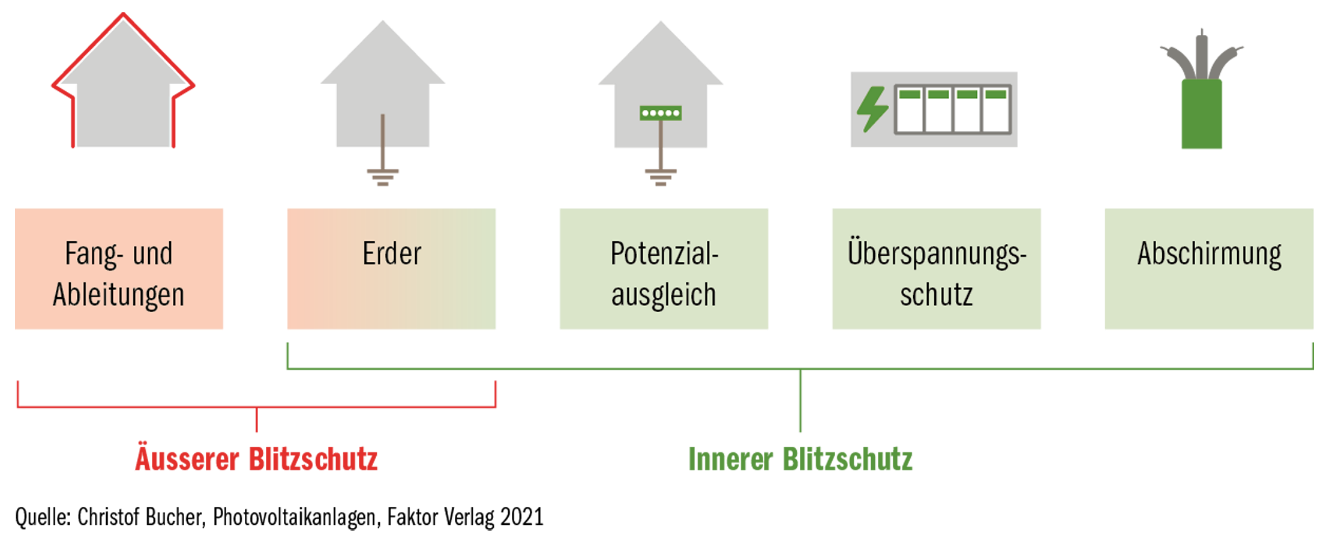 Fang- und
Ableitungen
Erder
Potenzial-
ausgleich
Überspannungs-
schutz
Abschirmung
Äusserer Blitzschutz
Innerer Blitzschutz
Quelle: Christof Bucher, Photovoltaikanlagen, Faktor Verlag 2021